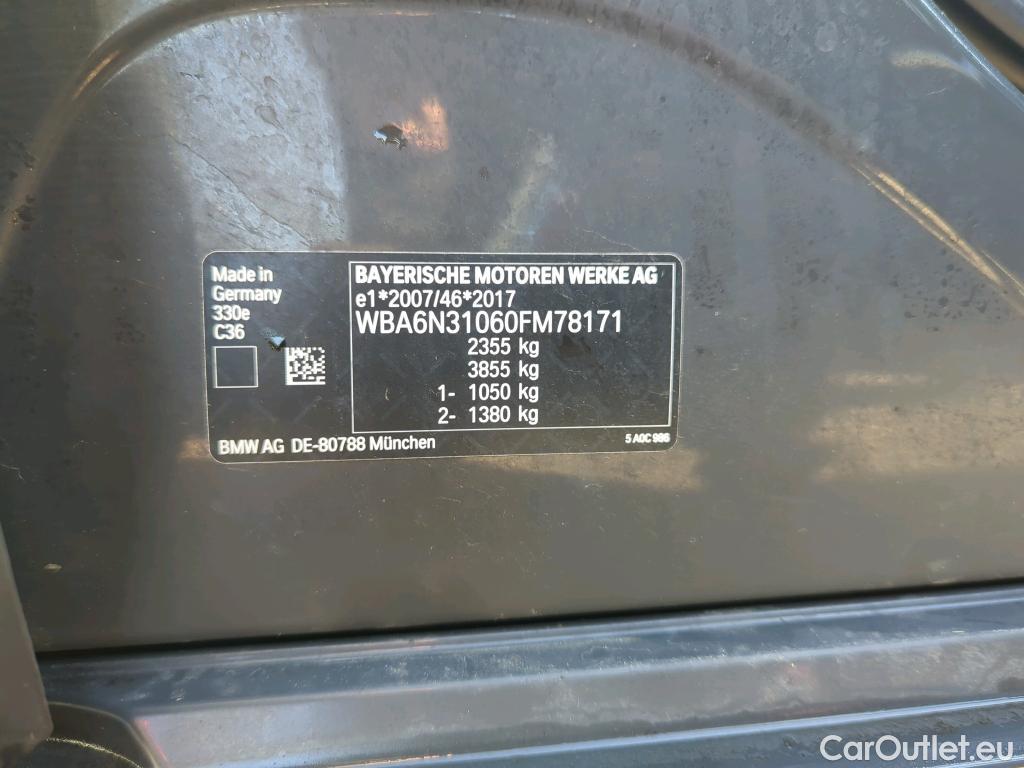 Made in
Germany
330e
C36
BAYERISCHE MOTOREN WERKE AG
e1*2007/46*2017
WBA6N31060FM78171
2355 kg
3855 kg
1- 1050 kg
2- 1380 kg
BMW AG DE-80788 München
5 A0C 986
CarOutlet.eu